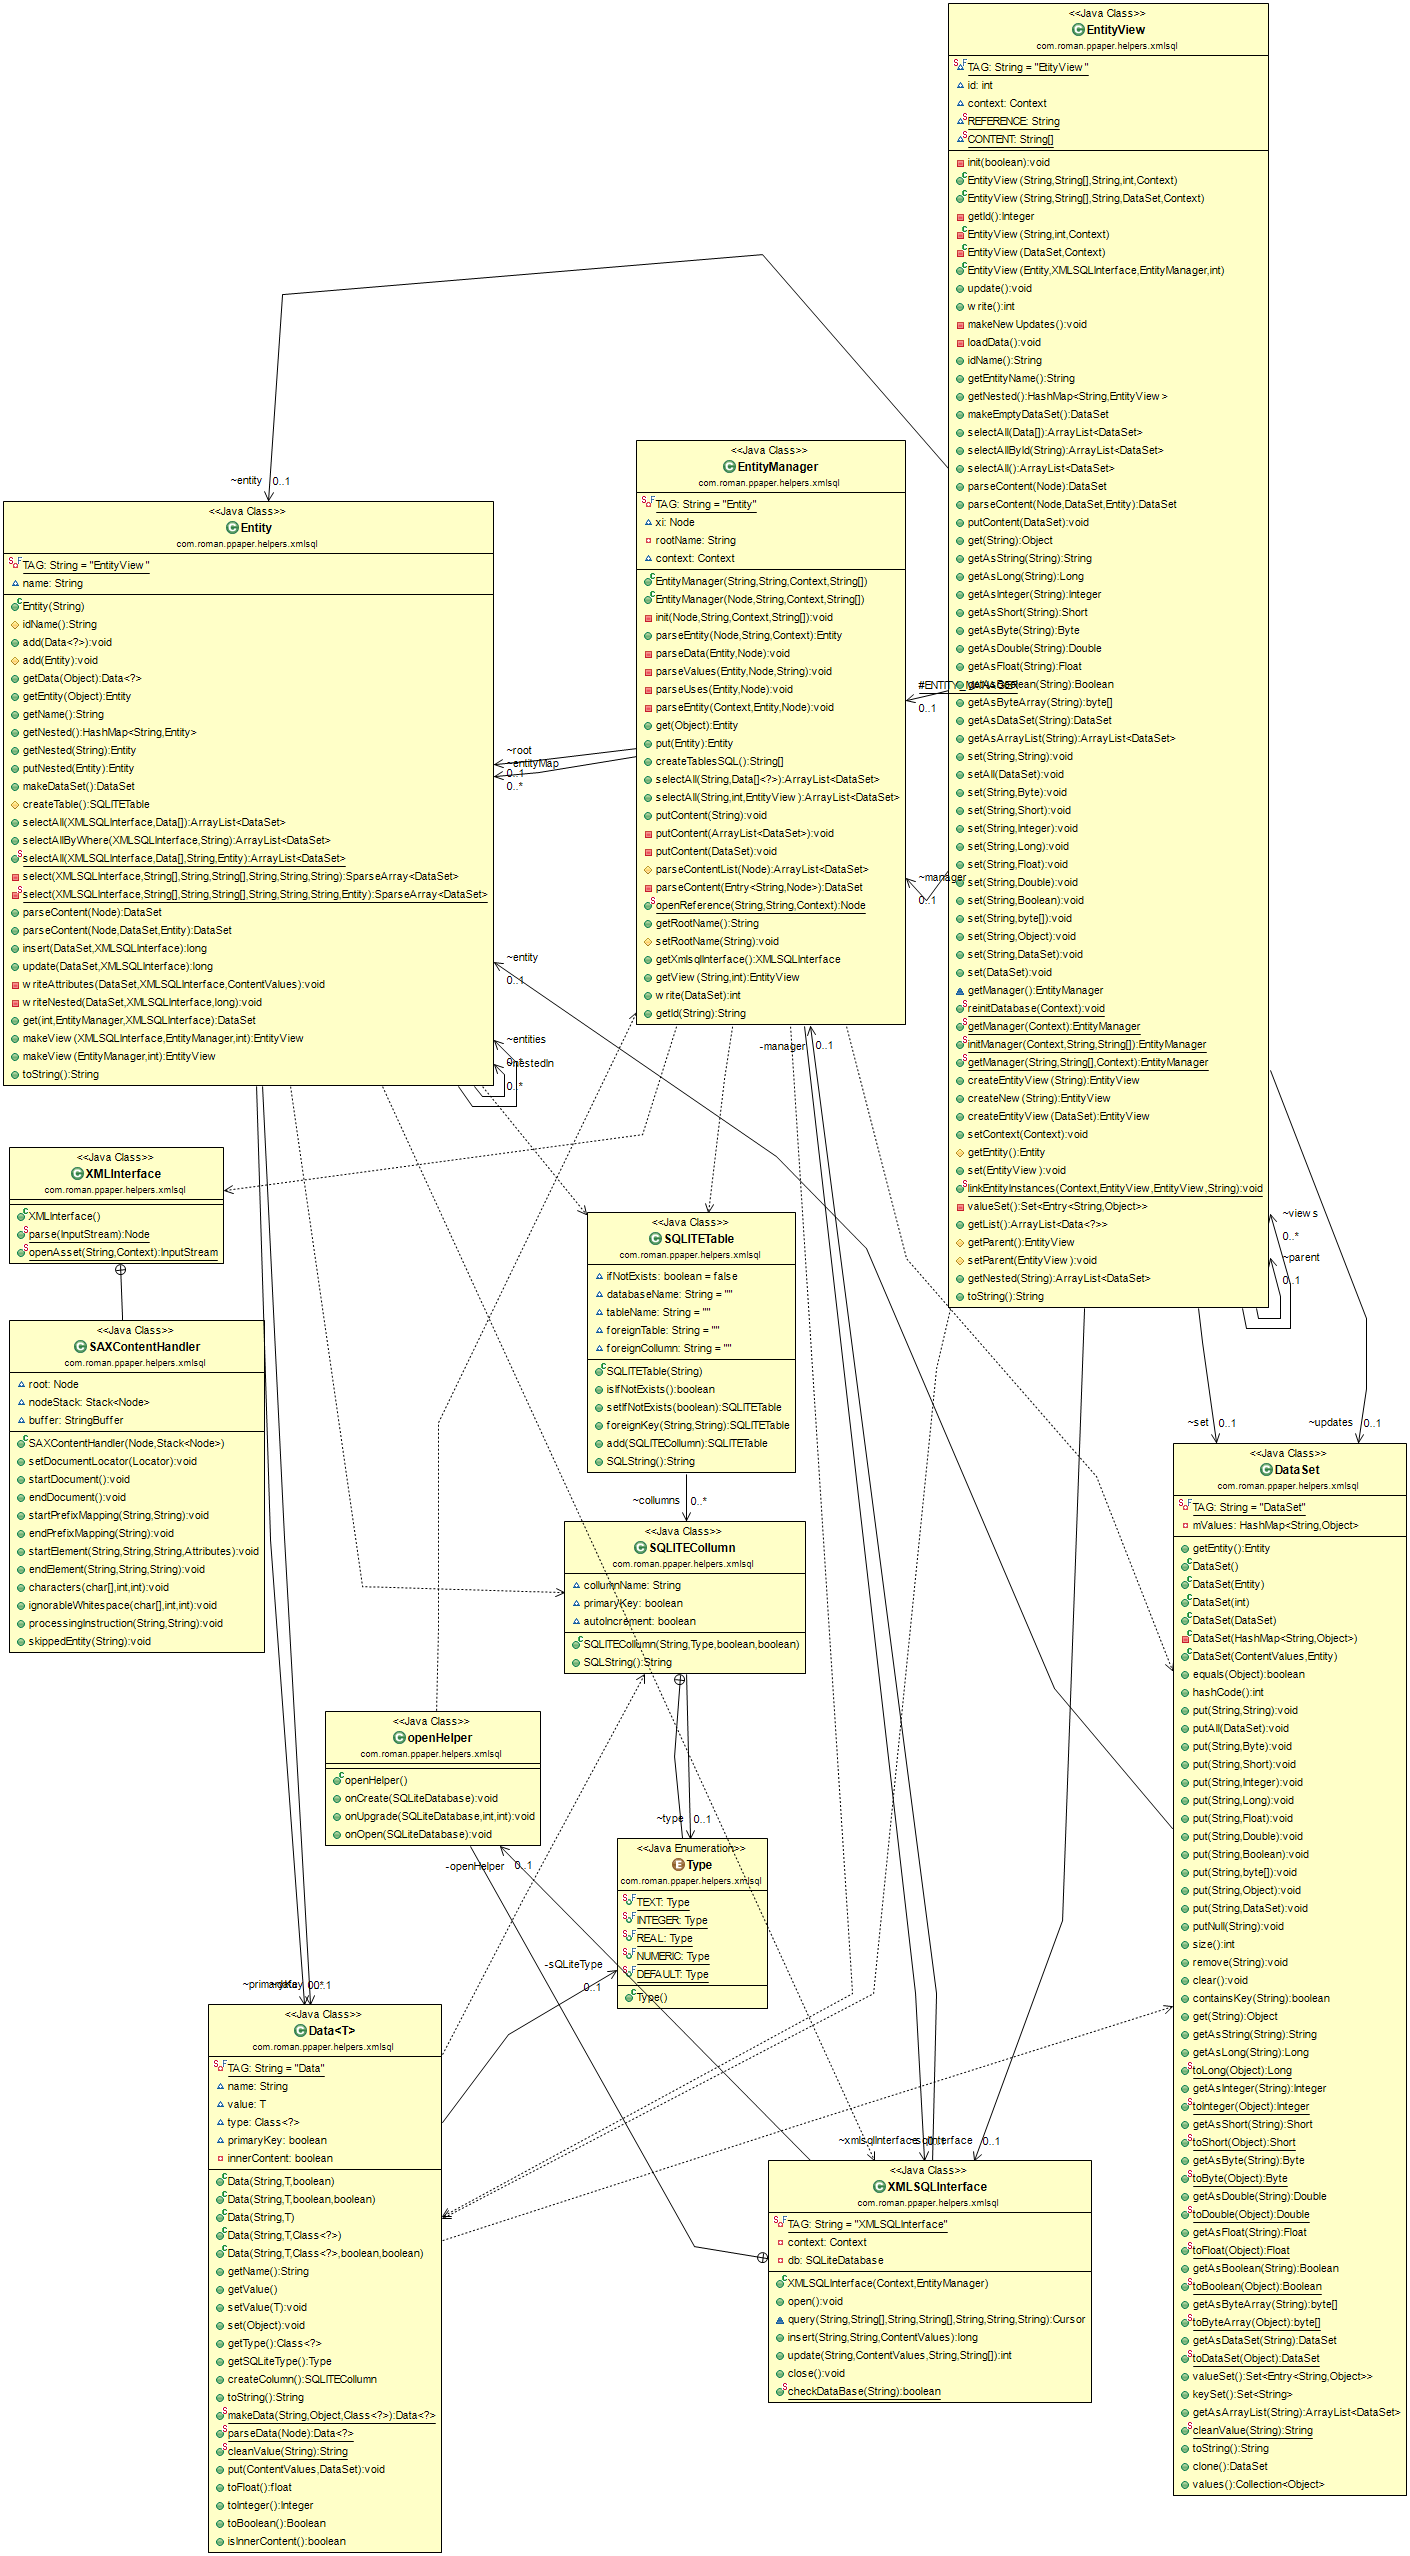 <<Java Class>>
EntityView
com.roman.ppaper.helpers.xmlsql
TAG: String = "EtityView"
id: int
context: Context
REFERENCE: String
CONTENT: String[]
init(boolean):void
EntityView(String,String[],String,int,Context)
EntityView(String,String[],String,DataSet,Context)
getId():Integer
EntityView(String,int,Context)
EntityView(DataSet,Context)
EntityView(Entity,XMLSQLInterface,EntityManager,int)
update():void
write():int
makeNewUpdates():void
loadData():void
idName():String
getEntityName():String
getNested():HashMap<String,EntityView>
makeEmptyDataSet():DataSet
selectAll(Data[]):ArrayList<DataSet>
selectAllById(String):ArrayList<DataSet>
selectAll():ArrayList<DataSet>
parseContent(Node):DataSet
parseContent(Node,DataSet,Entity):DataSet
putContent(DataSet):void
get(String):Object
getAsString(String):String
getAsLong(String):Long
getAsInteger(String):Integer
getAsShort(String):Short
getAsByte(String):Byte
getAsDouble(String):Double
getAsFloat(String):Float
getAsBoolean(String):Boolean
getAsByteArray(String):byte[]
getAsDataSet(String):DataSet
getAsArrayList(String):ArrayList<DataSet>
set(String,String):void
setAll(DataSet):void
set(String,Byte):void
set(String,Short):void
set(String,Integer):void
set(String,Long):void
set(String,Float):void
set(String,Double):void
set(String,Boolean):void
set(String,byte[]):void
set(String,Object):void
set(String,DataSet):void
set(DataSet):void
getManager():EntityManager
reinitDatabase(Context):void
getManager(Context):EntityManager
initManager(Context,String,String[]):EntityManager
getManager(String,String[],Context):EntityManager
createEntityView(String):EntityView
createNew(String):EntityView
createEntityView(DataSet):EntityView
setContext(Context):void
getEntity():Entity
set(EntityView):void
linkEntityInstances(Context,EntityView,EntityView,String):void
valueSet():Set<Entry<String,Object>>
getList():ArrayList<Data<?>>
getParent():EntityView
setParent(EntityView):void
getNested(String):ArrayList<DataSet>
toString():String
<<Java Class>>
EntityManager
com.roman.ppaper.helpers.xmlsql
TAG: String = "Entity"
xi: Node
rootName: String
context: Context
EntityManager(String,String,Context,String[])
EntityManager(Node,String,Context,String[])
init(Node,String,Context,String[]):void
parseEntity(Node,String,Context):Entity
parseData(Entity,Node):void
parseValues(Entity,Node,String):void
parseUses(Entity,Node):void
parseEntity(Context,Entity,Node):void
get(Object):Entity
put(Entity):Entity
createTablesSQL():String[]
selectAll(String,Data[]<?>):ArrayList<DataSet>
selectAll(String,int,EntityView):ArrayList<DataSet>
putContent(String):void
putContent(ArrayList<DataSet>):void
putContent(DataSet):void
parseContentList(Node):ArrayList<DataSet>
parseContent(Entry<String,Node>):DataSet
openReference(String,String,Context):Node
getRootName():String
setRootName(String):void
getXmlsqlInterface():XMLSQLInterface
getView(String,int):EntityView
write(DataSet):int
getId(String):String
~entity 0..1
<<Java Class>>
Entity
com.roman.ppaper.helpers.xmlsql
TAG: String = "EntityView"
name: String
Entity(String)
idName():String
add(Data<?>):void
add(Entity):void
getData(Object):Data<?>
getEntity(Object):Entity
getName():String
getNested():HashMap<String,Entity>
getNested(String):Entity
putNested(Entity):Entity
makeDataSet():DataSet
createTable():SQLITETable
selectAll(XMLSQLInterface,Data[]):ArrayList<DataSet>
selectAllByWhere(XMLSQLInterface,String):ArrayList<DataSet>
selectAll(XMLSQLInterface,Data[],String,Entity):ArrayList<DataSet>
select(XMLSQLInterface,String[],String,String[],String,String,String):SparseArray<DataSet>
select(XMLSQLInterface,String[],String,String[],String,String,String,Entity):SparseArray<DataSet>
parseContent(Node):DataSet
parseContent(Node,DataSet,Entity):DataSet
insert(DataSet,XMLSQLInterface):long
update(DataSet,XMLSQLInterface):long
writeAttributes(DataSet,XMLSQLInterface,ContentValues):void
writeNested(DataSet,XMLSQLInterface,long):void
get(int,EntityManager,XMLSQLInterface):DataSet
makeView(XMLSQLInterface,EntityManager,int):EntityView
makeView(EntityManager,int):EntityView
toString():String
0..1
~root
~entityMap
0..1
0..*
~manager
0..1
~entity
0..1
~entities
~nestedIn
0..*
-manager 0..1
~views
0..*
~parent
0..1
<<Java Class>>
XMLInterface
com.roman.ppaper.helpers.xmlsql
XMLInterface()
parse(InputStream):Node
openAsset(String,Context):InputStream
<<Java Class>>
SAXContentHandler
com.roman.ppaper.helpers.xmlsql
root: Node
nodeStack: Stack<Node>
buffer: StringBuffer
SAXContentHandler(Node,Stack<Node>)
setDocumentLocator(Locator):void
startDocument():void
endDocument():void
startPrefixMapping(String,String):void
endPrefixMapping(String):void
startElement(String,String,String,Attributes):void
endElement(String,String,String):void
characters(char[],int,int):void
ignorableWhitespace(char[],int,int):void
processingInstruction(String,String):void
skippedEntity(String):void
<<Java Class>>
SQLITETable
com.roman.ppaper.helpers.xmlsql
ifNotExists: boolean = false
databaseName: String = ""
tableName: String = ""
foreignTable: String = ""
foreignCollumn: String = ""
SQLITETable(String)
isIfNotExists():boolean
setIfNotExists(boolean):SQLITETable
foreignKey(String,String):SQLITETable
add(SQLITECollumn):SQLITETable
SQLString():String
~collumns 0..*
<<Java Class>>
SQLITECollumn
com.roman.ppaper.helpers.xmlsql
collumnName: String
primaryKey: boolean
autoIncrement: boolean
SQLITECollumn(String,Type,boolean,boolean)
SQLString():String
<<Java Class>>
openHelper
com.roman.ppaper.helpers.xmlsql
openHelper()
onCreate(SQLiteDatabase):void
onUpgrade(SQLiteDatabase,int,int):void
onOpen(SQLiteDatabase):void
-openHelper 0..1
~type 0..1
<<Java Enumeration>>
Type
com.roman.ppaper.helpers.xmlsql
TEXT: Type
INTEGER: Type
REAL: Type
NUMERIC: Type
DEFAULT: Type
Type()
-sQLiteType
0..1
~set 0..1
~updates 0..1
<<Java Class>>
DataSet
com.roman.ppaper.helpers.xmlsql
TAG: String = "DataSet"
mValues: HashMap<String,Object>
getEntity():Entity
DataSet()
DataSet(Entity)
DataSet(int)
DataSet(DataSet)
DataSet(HashMap<String,Object>)
DataSet(ContentValues,Entity)
equals(Object):boolean
hashCode():int
put(String,String):void
putAll(DataSet):void
put(String,Byte):void
put(String,Short):void
put(String,Integer):void
put(String,Long):void
put(String,Float):void
put(String,Double):void
put(String,Boolean):void
put(String,byte[]):void
put(String,Object):void
put(String,DataSet):void
putNull(String):void
size():int
remove(String):void
clear():void
containsKey(String):boolean
get(String):Object
getAsString(String):String
getAsLong(String):Long
toLong(Object):Long
getAsInteger(String):Integer
toInteger(Object):Integer
getAsShort(String):Short
toShort(Object):Short
getAsByte(String):Byte
toByte(Object):Byte
getAsDouble(String):Double
toDouble(Object):Double
getAsFloat(String):Float
toFloat(Object):Float
getAsBoolean(String):Boolean
toBoolean(Object):Boolean
getAsByteArray(String):byte[]
toByteArray(Object):byte[]
getAsDataSet(String):DataSet
toDataSet(Object):DataSet
valueSet():Set<Entry<String,Object>>
keySet():Set<String>
getAsArrayList(String):ArrayList<DataSet>
cleanValue(String):String
toString():String
clone():DataSet
values():Collection<Object>
<<Java Class>>
Data<T>
com.roman.ppaper.helpers.xmlsql
TAG: String = "Data"
name: String
value: T
type: Class<?>
primaryKey: boolean
innerContent: boolean
Data(String,T,boolean)
Data(String,T,boolean,boolean)
Data(String,T)
Data(String,T,Class<?>)
Data(String,T,Class<?>,boolean,boolean)
getName():String
getValue()
setValue(T):void
set(Object):void
getType():Class<?>
getSQLiteType():Type
createColumn():SQLITECollumn
toString():String
makeData(String,Object,Class<?>):Data<?>
parseData(Node):Data<?>
cleanValue(String):String
put(ContentValues,DataSet):void
toFloat():float
toInteger():Integer
toBoolean():Boolean
isInnerContent():boolean
~xmlsqlInterface 0..1
<<Java Class>>
XMLSQLInterface
com.roman.ppaper.helpers.xmlsql
TAG: String = "XMLSQLInterface"
context: Context
db: SQLiteDatabase
XMLSQLInterface(Context,EntityManager)
open():void
query(String,String[],String,String[],String,String,String):Cursor
insert(String,String,ContentValues):long
update(String,ContentValues,String,String[]):int
close():void
checkDataBase(String):boolean